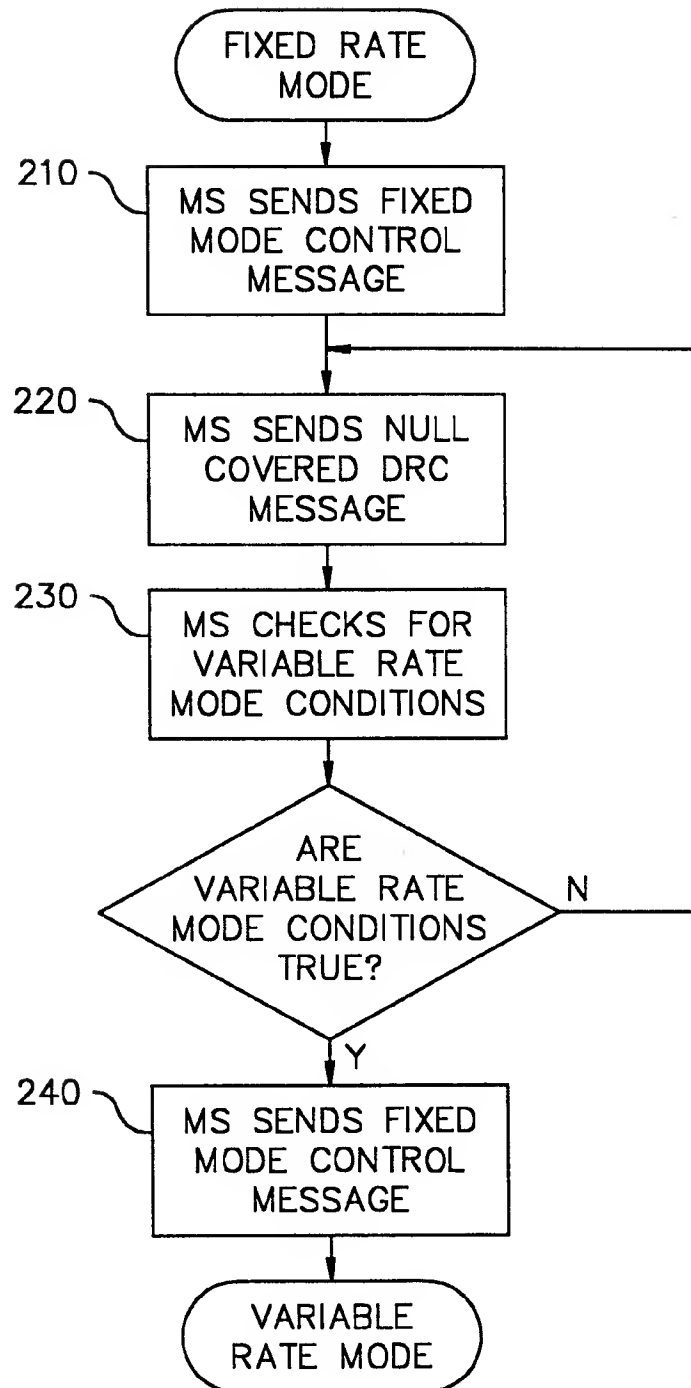 FIXED RATE
MODE
210
MS SENDS FIXED
MODE CONTROL
MESSAGE
220
MS SENDS NULL
COVERED DRC
MESSAGE
230
MS CHECKS FOR
VARIABLE RATE
MODE CONDITIONS
ARE
VARIABLE RATE
MODE CONDITIONS
TRUE?
N
Y
240
MS SENDS FIXED
MODE CONTROL
MESSAGE
VARIABLE
RATE MODE